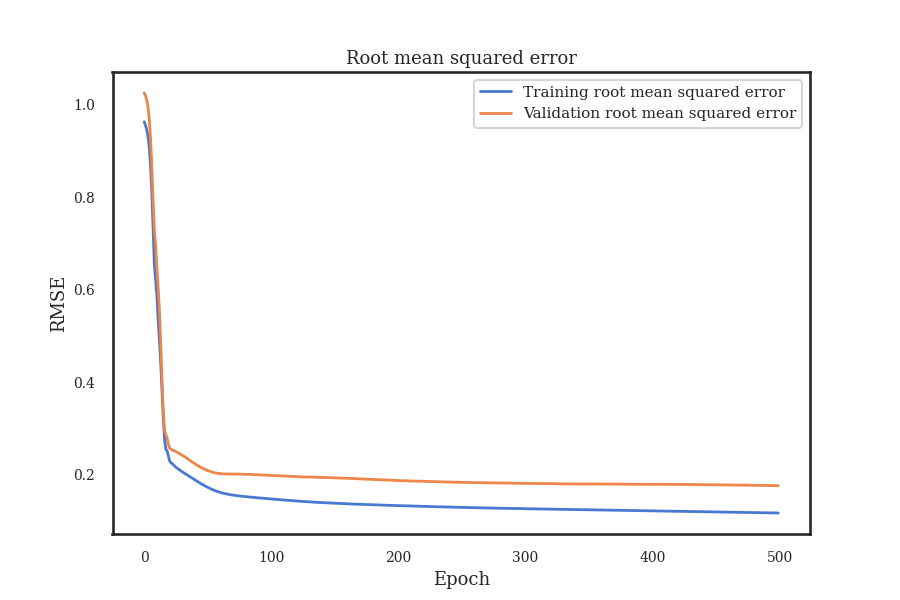 Root mean squared error
Training root mean squared error
Validation root mean squared error
RMSE
1.0
0.8
0.6
0.4
0.2
0 100 200 300 400 500
Epoch